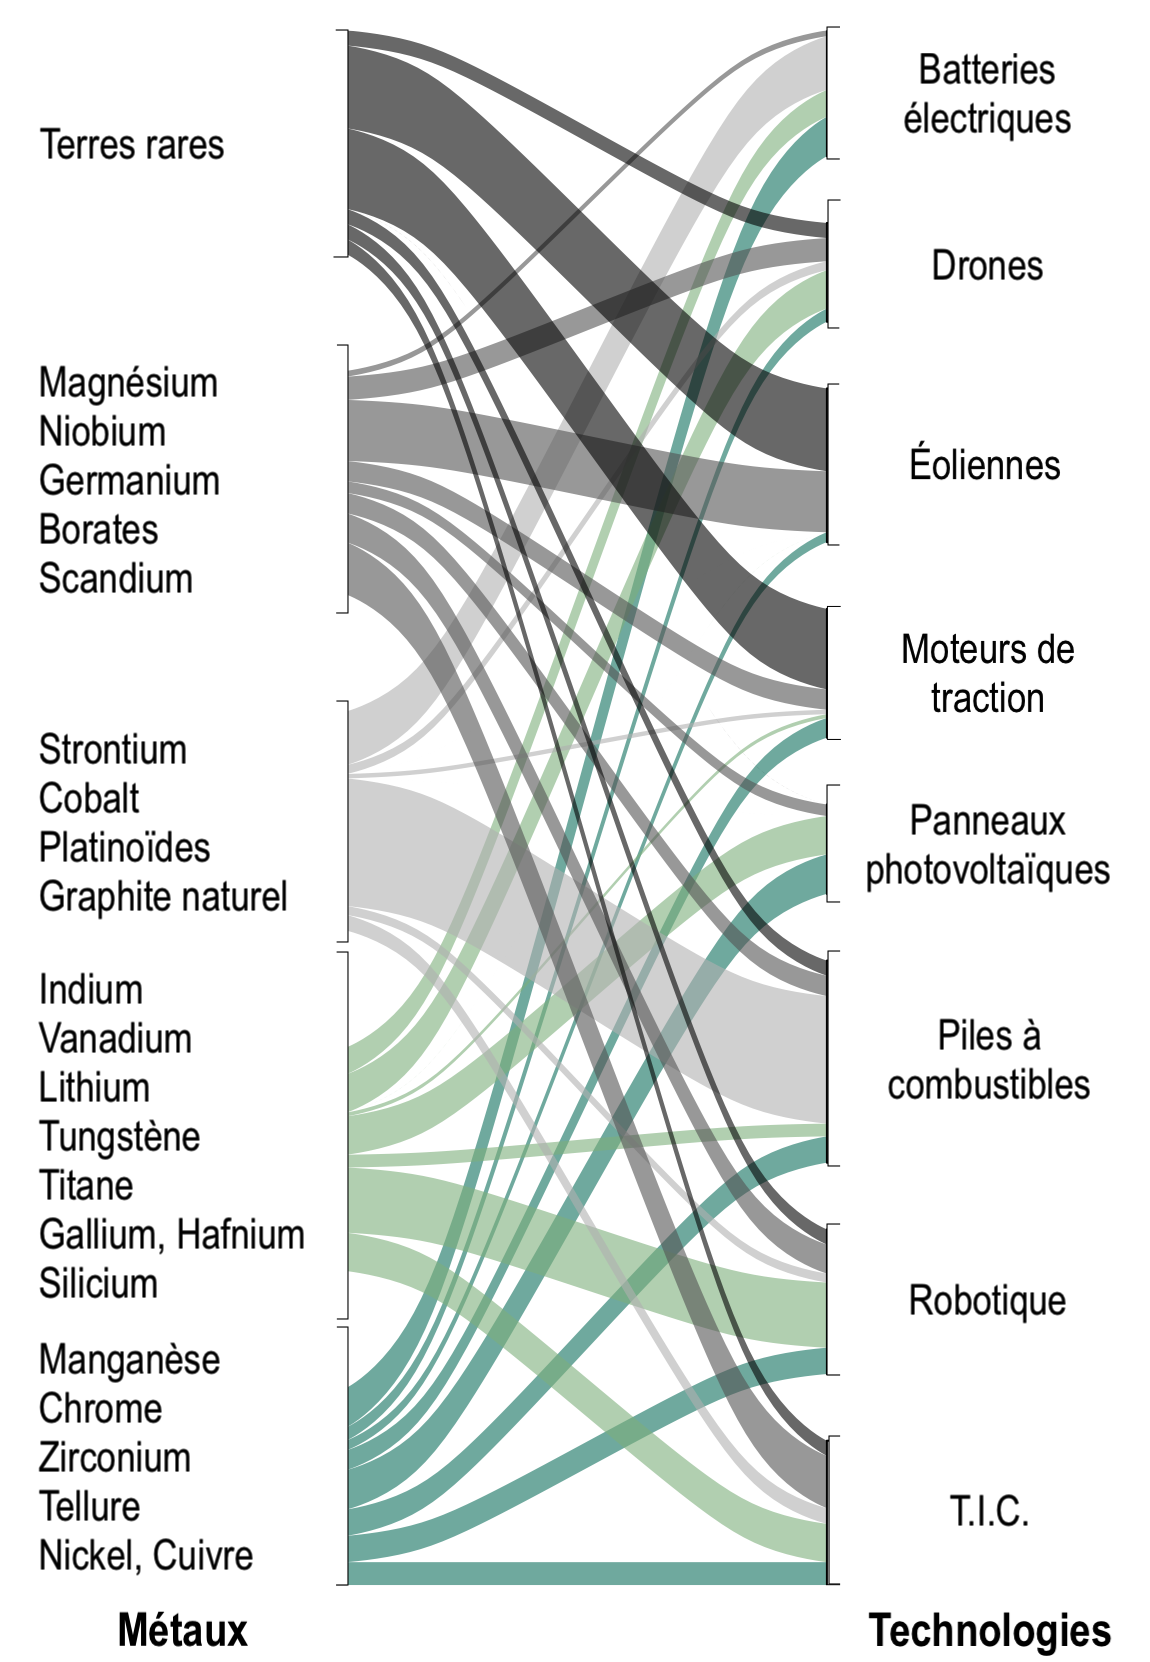 Terres rares
Magnésium
Niobium
Germanium
Borates
Scandium
Strontium
Cobalt
Platinoïdes
Graphite naturel
Indium
Vanadium
Lithium
Tungstène
Titane
Gallium, Hafnium
Silicium
Manganèse
Chrome
Zirconium
Tellure
Nickel, Cuivre
Métaux
Batteries
électriques
Drones
Éoliennes
Moteurs de
traction
Panneaux
photovoltaïques
Piles à
combustibles
Robotique
T.I.C.
Technologies